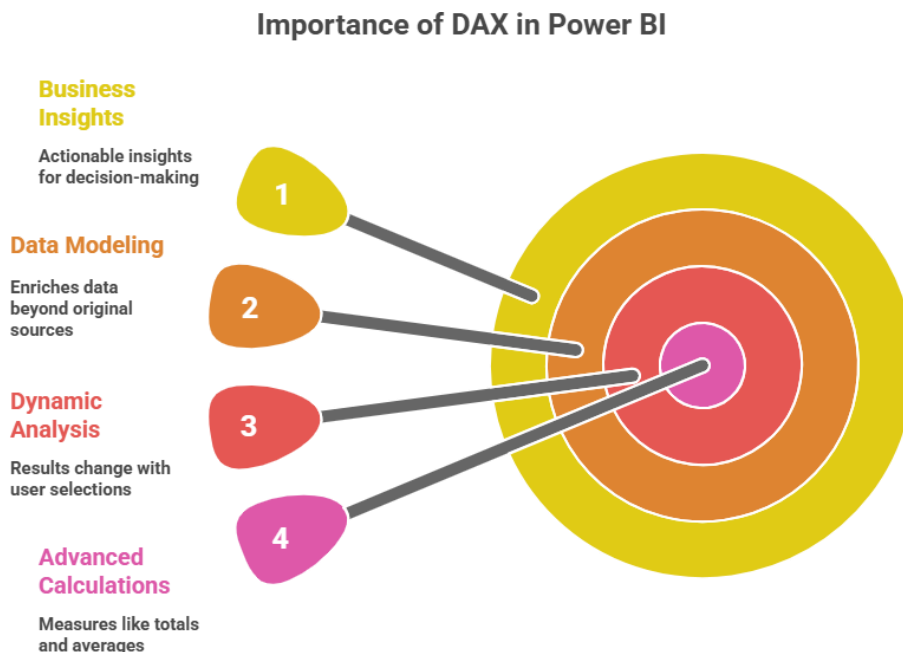 Importance of DAX in Power BI
Business
Insights
Actionable insights
for decision-making
1
Data Modeling
Enriches data
beyond original
sources
2
Dynamic
Analysis
Results change with
user selections
3
Advanced
Calculations
Measures like totals
and averages
4